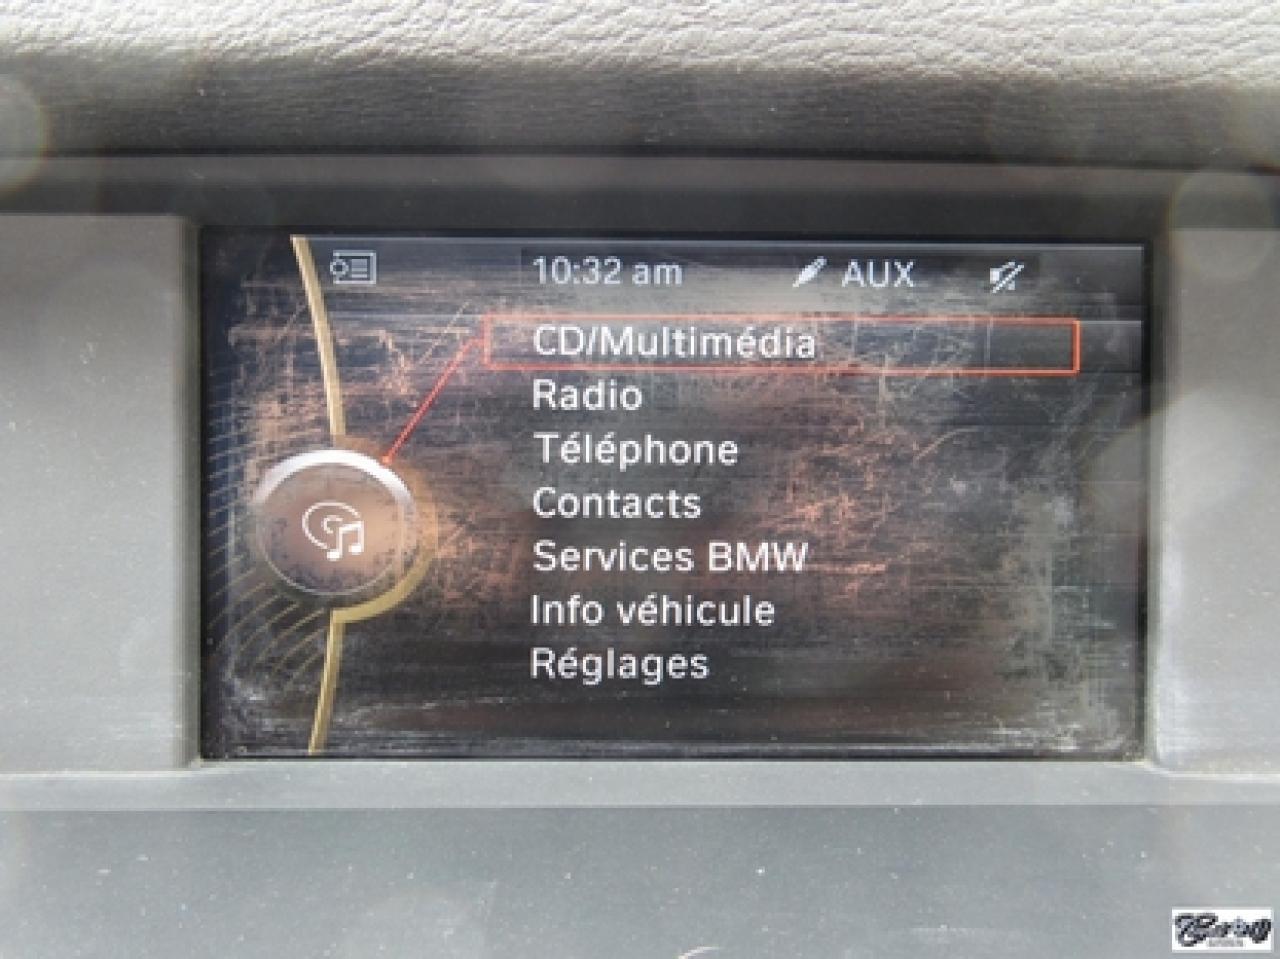 10:32 am AUX
CD/Multimédia
Radio
Téléphone
Contacts
Services BMW
Info véhicule
Réglages